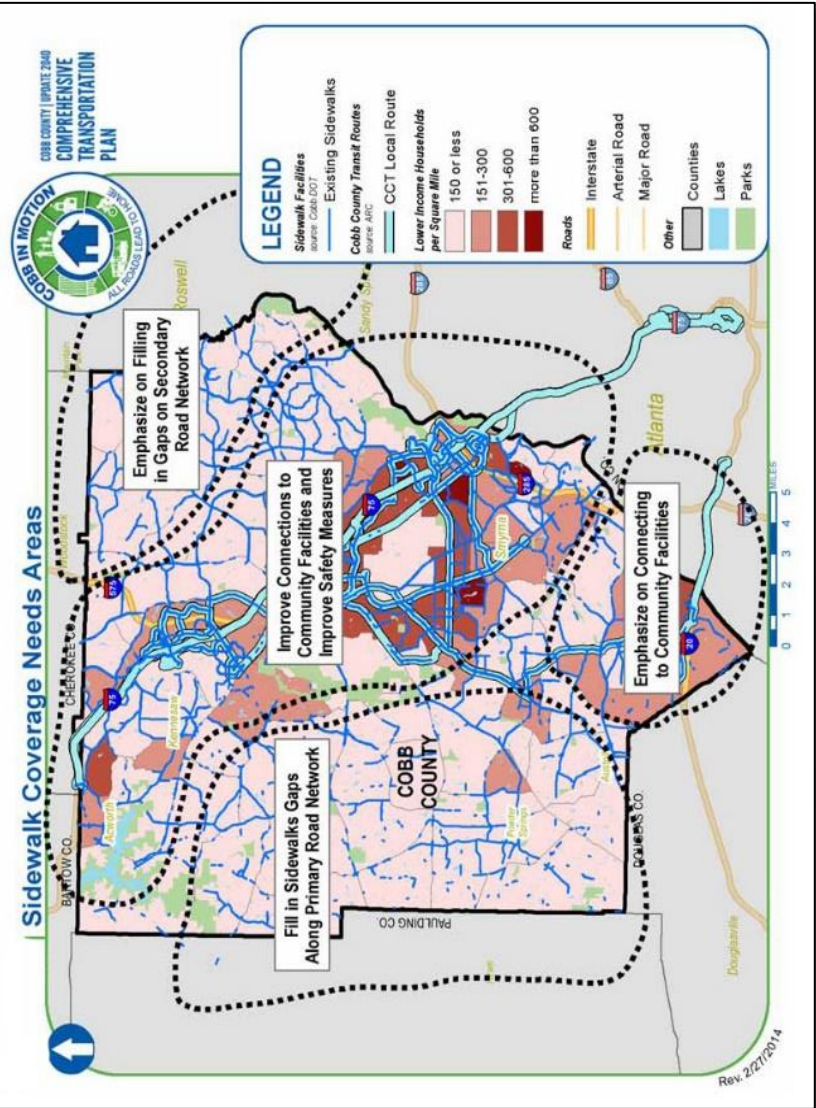 Sidewalk Coverage Needs Areas
COBB COUNTY | UPDATE 2040
COMPREHENSIVE
TRANSPORTATION
PLAN
COBB IN MOTION
ALL ROADS LEAD TO HOME
BARTOW CO.
CHEROKEE CO.
PAULDING CO
DOUGLAS CO.
Acworth
Kennesaw
Woodstock
Roswell
Smyrna
Atlanta
Douglasville
COBB
COUNTY
75
575
75
285
20
Emphasize on Filling
in Gaps on Secondary
Road Network
Improve Connections to
Community Facilities and
Improve Safety Measures
Fill in Sidewalks Gaps
Along Primary Road Network
Emphasize on Connecting
to Community Facilities
LEGEND
Sidewalk Facilities
source: Cobb DOT
Existing Sidewalks
Cobb County Transit Routes
source: ARC
CCT Local Route
Lower Income Households
per Square Mile
150 or less
151-300
301-600
more than 600
Roads
Interstate
Arterial Road
Major Road
Other
Counties
Lakes
Parks
0 1 2 3 4 5
MILES
Rev. 2/27/2014